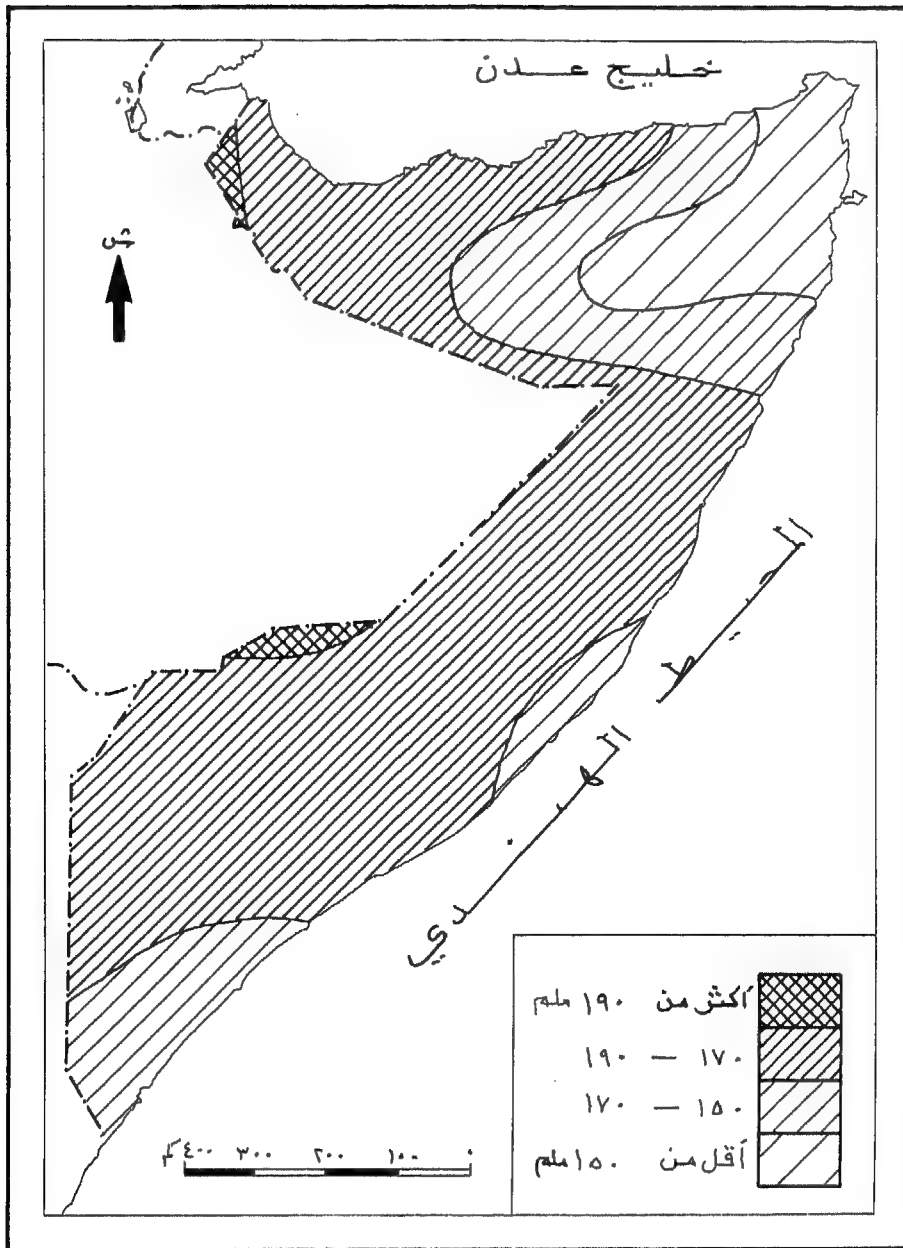 خليج عدن
ش
المحيط الهندي
أكثر من ١٩٠ ملم
١٧٠ — ١٩٠
١٥٠ — ١٧٠
أقل من ١٥٠ ملم
٤٠٠ ٣٠٠ ٢٠٠ ١٠٠ ٠ كم